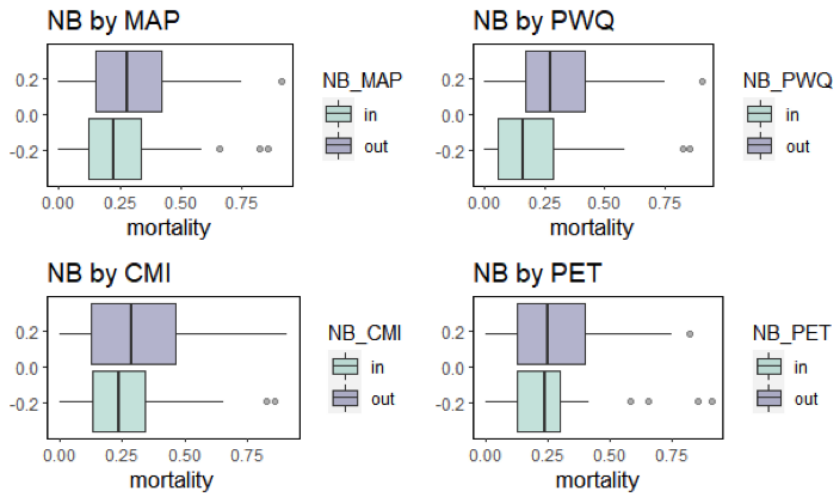 NB by MAP
0.2
0.0
-0.2
0.00 0.25 0.50 0.75
mortality
NB_MAP
in
out
NB by PWQ
0.2
0.0
-0.2
0.00 0.25 0.50 0.75
mortality
NB_PWQ
in
out
NB by CMI
0.2
0.0
-0.2
0.00 0.25 0.50 0.75
mortality
NB_CMI
in
out
NB by PET
0.2
0.0
-0.2
0.00 0.25 0.50 0.75
mortality
NB_PET
in
out